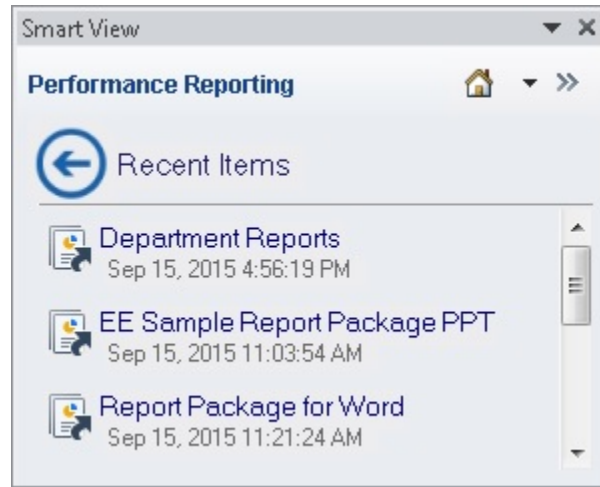 Smart View
Performance Reporting
Recent Items
Department Reports
Sep 15, 2015 4:56:19 PM
EE Sample Report Package PPT
Sep 15, 2015 11:03:54 AM
Report Package for Word
Sep 15, 2015 11:21:24 AM